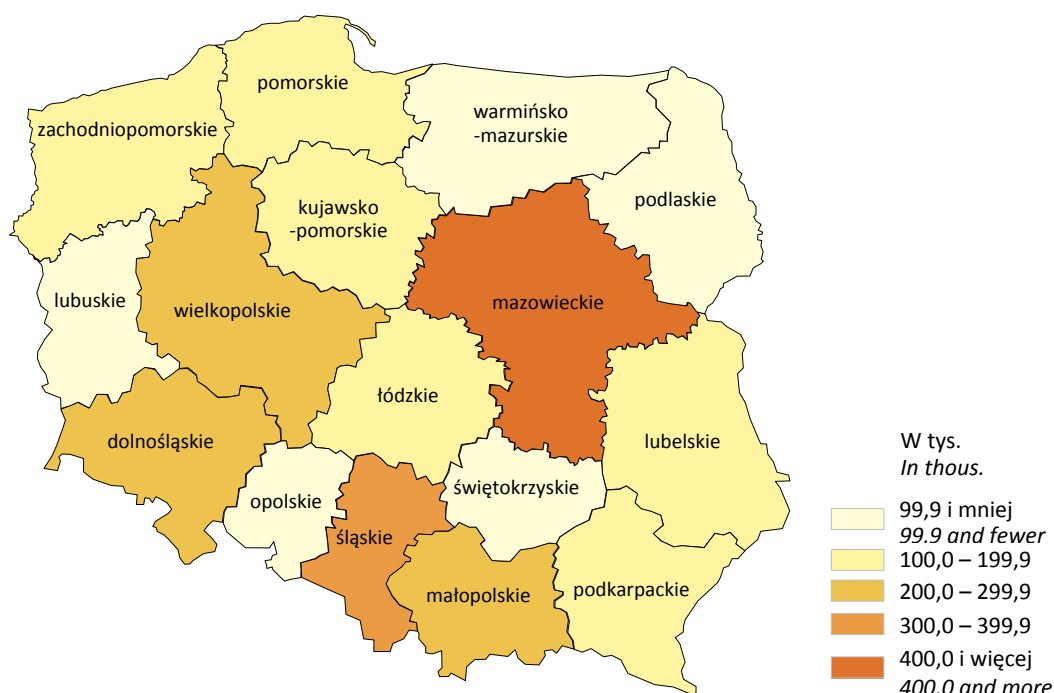 pomorskie
zachodniopomorskie
warmińsko
-mazurskie
podlaskie
kujawsko
-pomorskie
lubuskie
wielkopolskie
mazowieckie
łódzkie
dolnośląskie
lubelskie
opolskie
świętokrzyskie
śląskie
małopolskie
podkarpackie
W tys.
In thous.
99,9 i mniej
99.9 and fewer
100,0 – 199,9
200,0 – 299,9
300,0 – 399,9
400,0 i więcej
400.0 and more